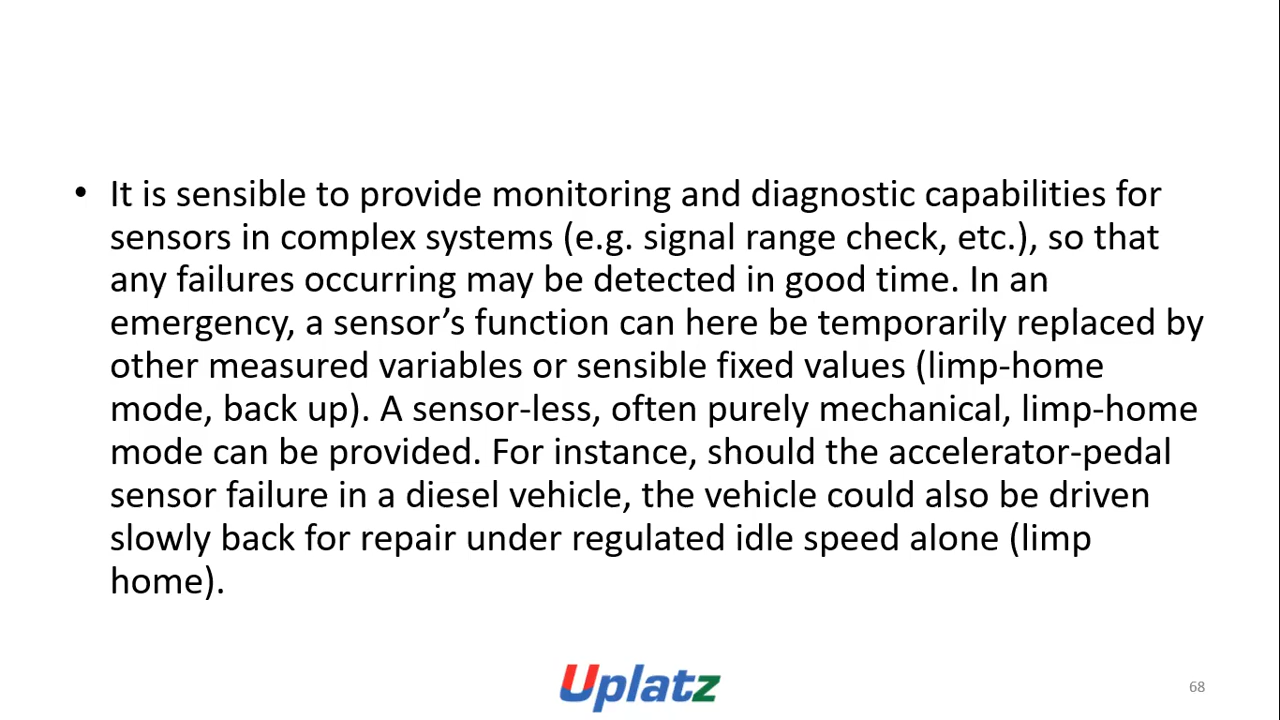 • It is sensible to provide monitoring and diagnostic capabilities for
sensors in complex systems (e.g. signal range check, etc.), so that
any failures occurring may be detected in good time. In an
emergency, a sensor’s function can here be temporarily replaced by
other measured variables or sensible fixed values (limp-home
mode, back up). A sensor-less, often purely mechanical, limp-home
mode can be provided. For instance, should the accelerator-pedal
sensor failure in a diesel vehicle, the vehicle could also be driven
slowly back for repair under regulated idle speed alone (limp
home).
Uplatz
68